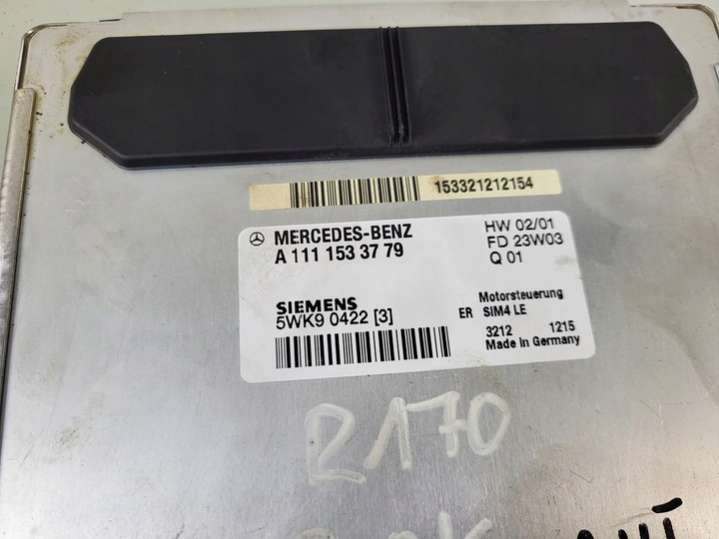 153321212154
MERCEDES-BENZ
A 111 153 37 79
HW 02/01
FD 23W03
Q 01
SIEMENS
5WK9 0422 [3]
Motorsteuerung
ER SIM4 LE
3212 1215
Made In Germany
R170